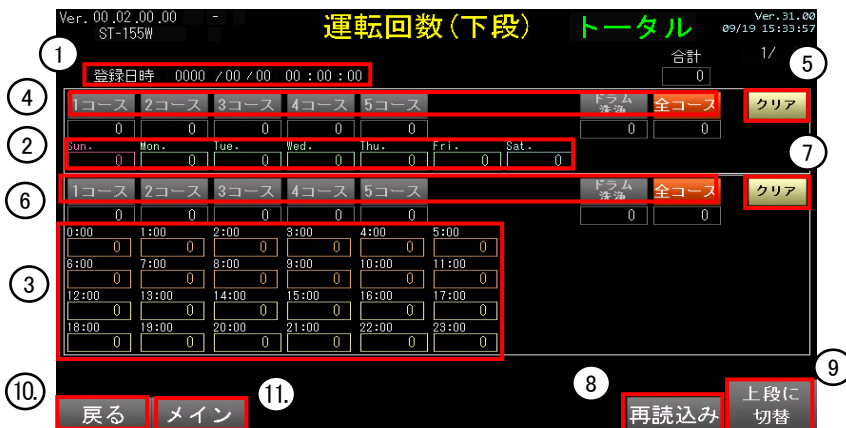 Ver. 00.02.00.00 -
ST-155W
運転回数(下段)
トータル
Ver.31.00
09/19 15:33:57
① 合計 1/ ⑤
登録日時 0000 /00 /00 00 :00 :00 0
④ 1コース 2コース 3コース 4コース 5コース ドラム洗浄 全コース クリア
0 0 0 0 0 0 0
② Sun. Mon. Tue. Wed. Thu. Fri. Sat. ⑦
0 0 0 0 0 0 0
⑥ 1コース 2コース 3コース 4コース 5コース ドラム洗浄 全コース クリア
0 0 0 0 0 0 0
0:00 1:00 2:00 3:00 4:00 5:00
0 0 0 0 0 0
6:00 7:00 8:00 9:00 10:00 11:00
③ 0 0 0 0 0 0
12:00 13:00 14:00 15:00 16:00 17:00
0 0 0 0 0 0
18:00 19:00 20:00 21:00 22:00 23:00
0 0 0 0 0 0
⑩. ⑪. ⑧ ⑨
戻る メイン 再読込み 上段に
切替